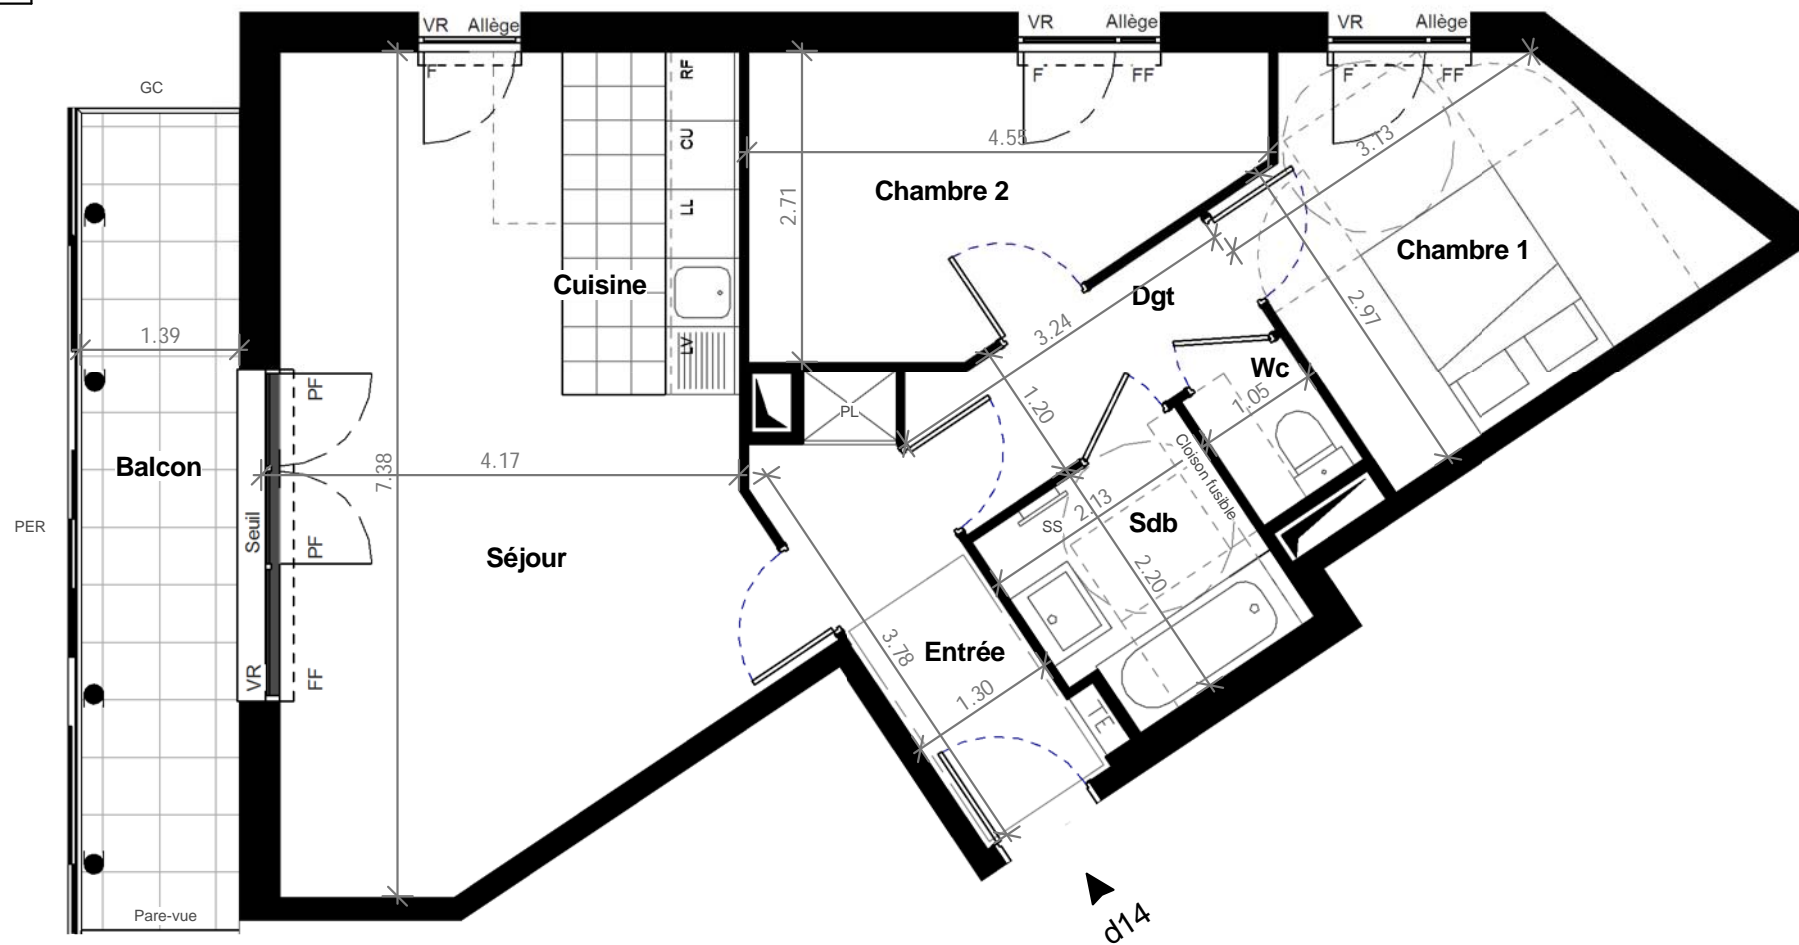 VR Allège
VR Allège
VR Allège
F
F FF
F FF
GC
RF
CU
LL
LV
4.55
3.13
2.71
Chambre 2
Chambre 1
Cuisine
Dgt
2.97
3.24
1.39
Wc
1.05
1.20
PL
PF
Balcon
4.17
7.38
Cloison fusible
2.13
SS
Sdb
PER
Seuil
PF
Séjour
2.20
3.78
Entrée
VR
FF
1.30
TE
Pare-vue
d14